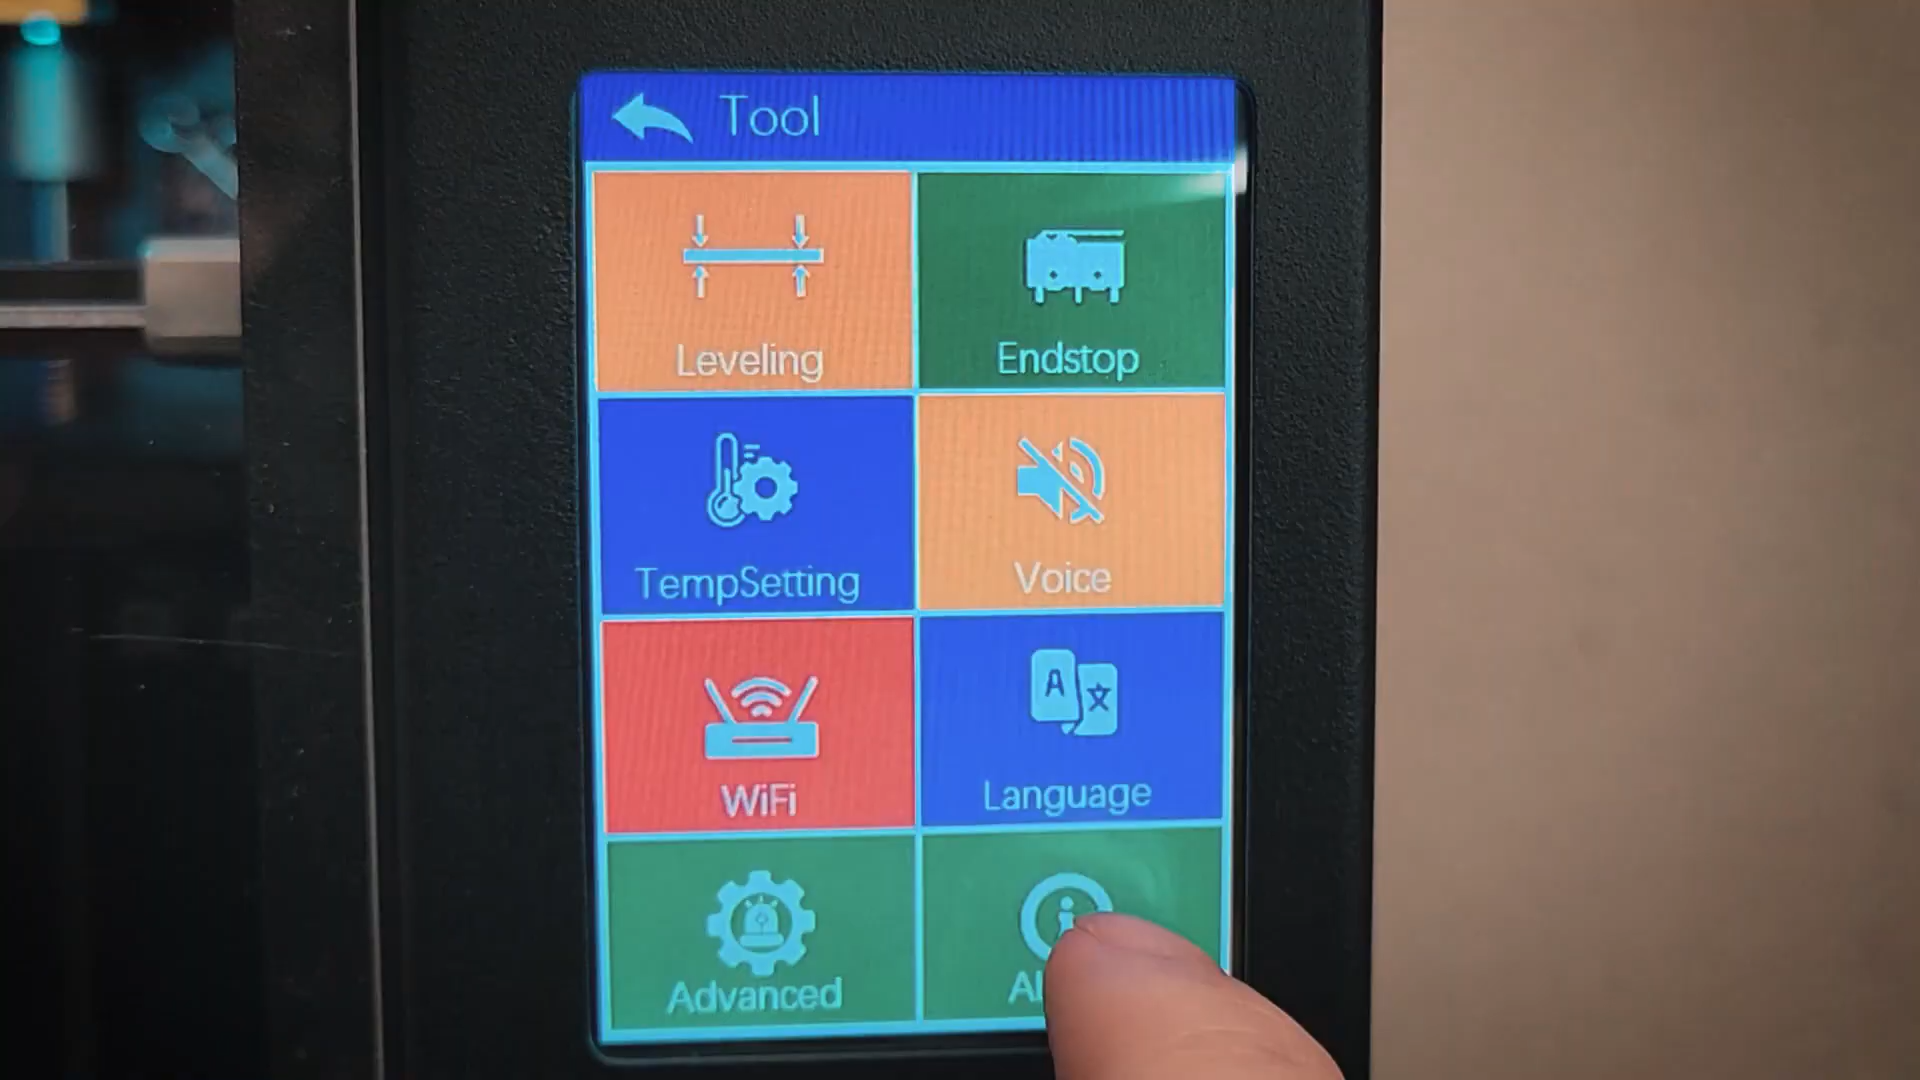 Tool
Leveling
Endstop
TempSetting
Voice
WiFi
Language
Advanced